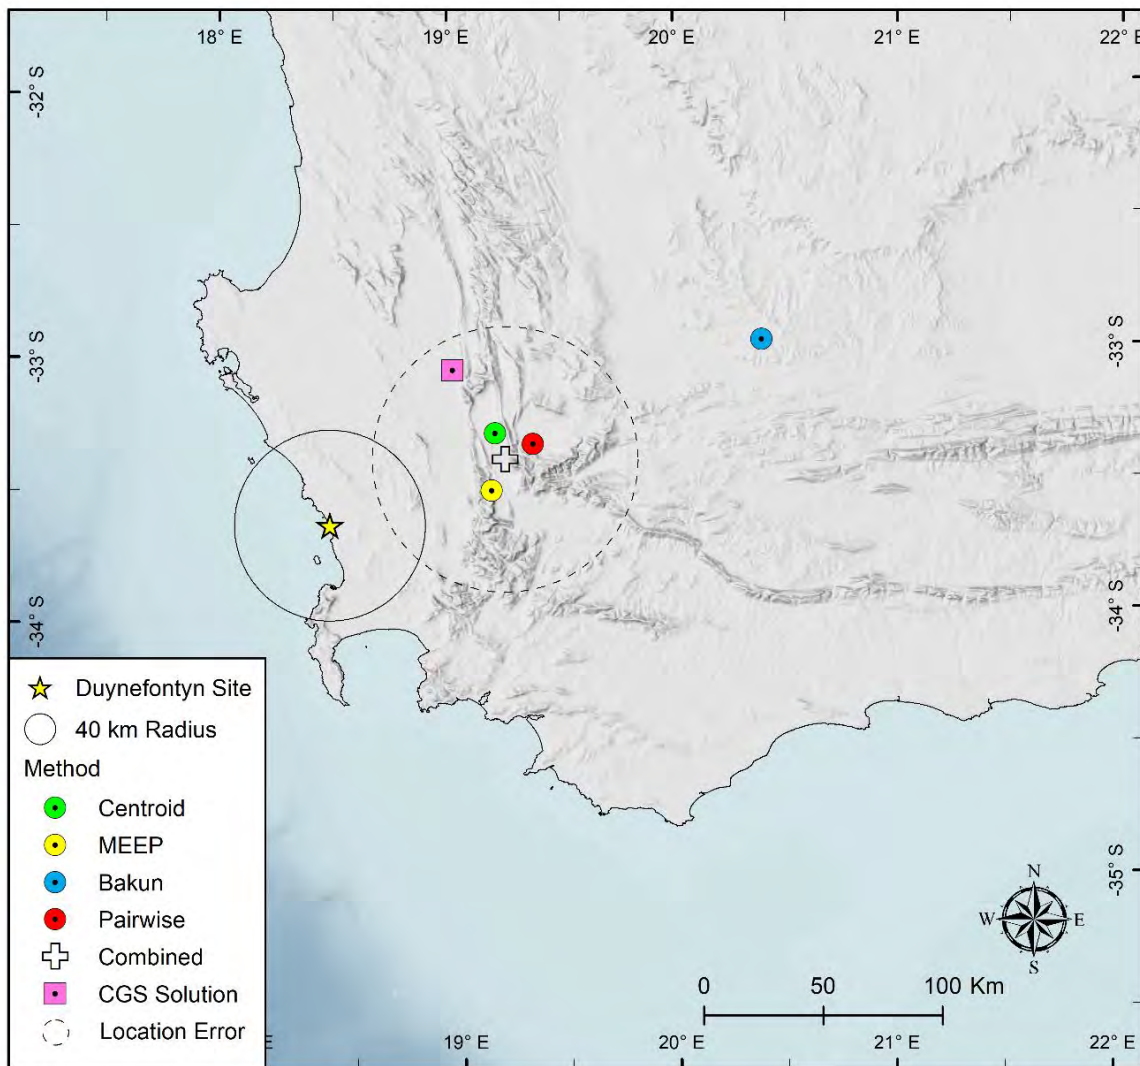 18° E 19° E 20° E 21° E 22° E
-32° S
-33° S -33° S
-34° S -34° S
-35° S
Duynefontyn Site
40 km Radius
Method
Centroid
MEEP
Bakun
Pairwise
Combined
CGS Solution
Location Error
N
W E
S
0 50 100 Km
E 19° E 20° E 21° E 22° E